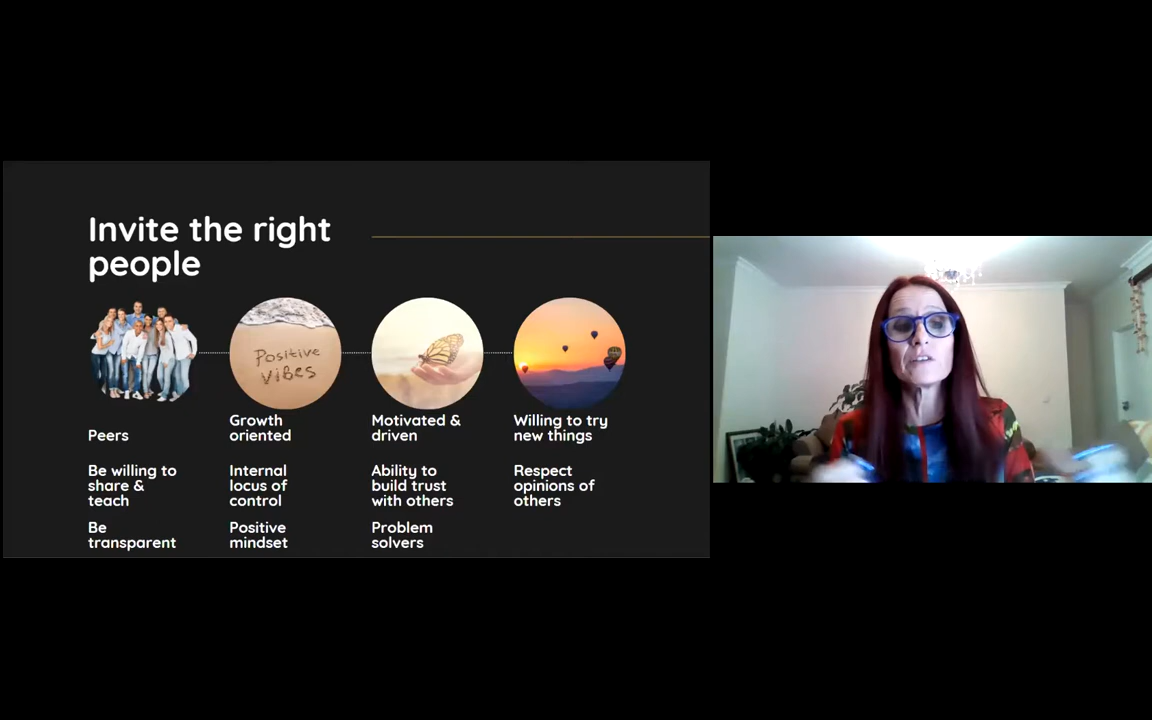 Invite the right
people
Positive
vibes
Peers
Growth
oriented
Motivated &
driven
Willing to try
new things
Be willing to
share &
teach
Internal
locus of
control
Ability to
build trust
with others
Respect
opinions of
others
Be
transparent
Positive
mindset
Problem
solvers